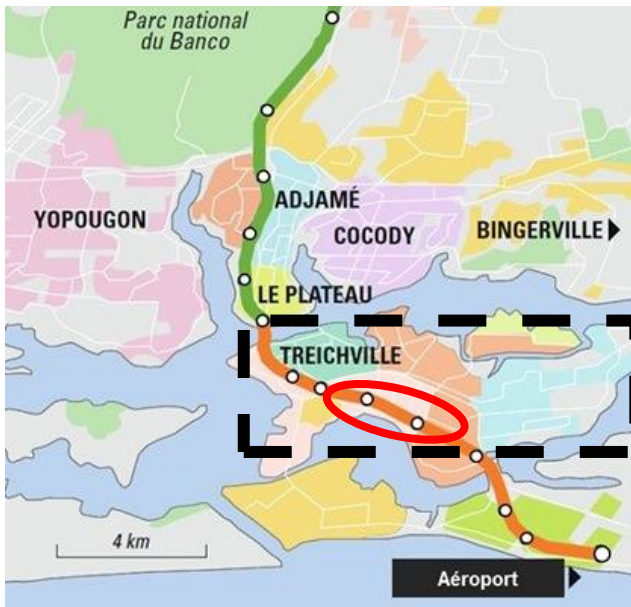 Parc national
du Banco
ADJAMÉ
YOPOUGON
COCODY
BINGERVILLE
LE PLATEAU
TREICHVILLE
4 km
Aéroport